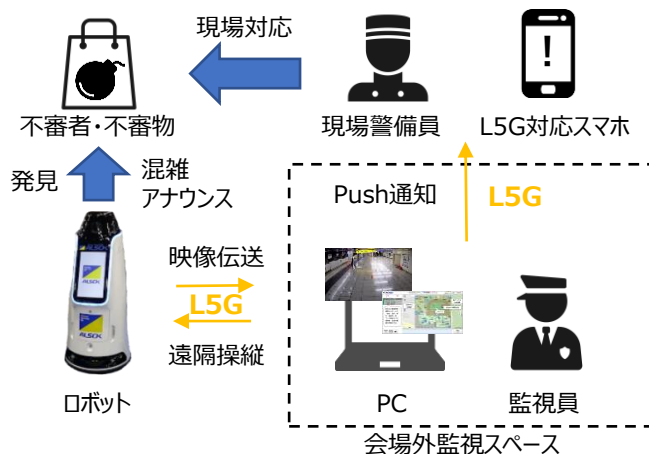 現場対応
!
不審者・不審物
現場警備員
L5G対応スマホ
発見
混雑
アナウンス
Push通知
L5G
ALSOK
映像伝送
L5G
ALSOK
遠隔操縦
ロボット
PC
監視員
会場外監視スペース